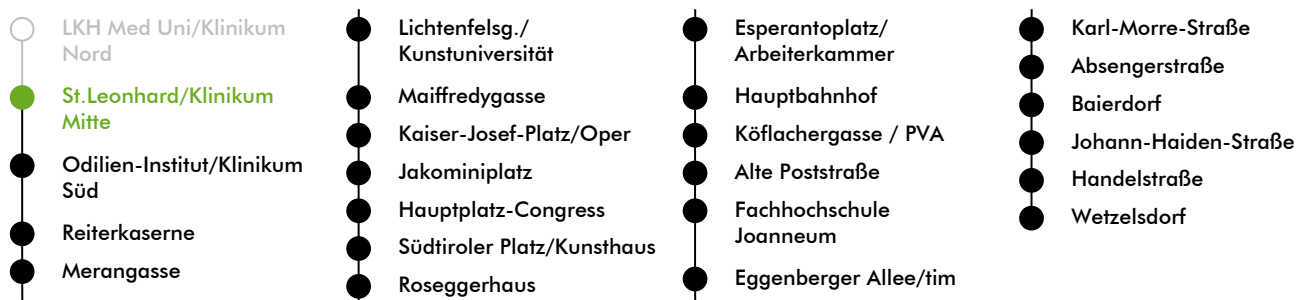 LKH Med Uni/Klinikum
Nord
St.Leonhard/Klinikum
Mitte
Odilien-Institut/Klinikum
Süd
Reiterkaserne
Merangasse
Lichtenfelsg./
Kunstuniversität
Maiffredygasse
Kaiser-Josef-Platz/Oper
Jakominiplatz
Hauptplatz-Congress
Südtiroler Platz/Kunsthaus
Roseggerhaus
Esperantoplatz/
Arbeiterkammer
Hauptbahnhof
Köflachergasse / PVA
Alte Poststraße
Fachhochschule
Joanneum
Eggenberger Allee/tim
Karl-Morre-Straße
Absengerstraße
Baierdorf
Johann-Haiden-Straße
Handelstraße
Wetzelsdorf